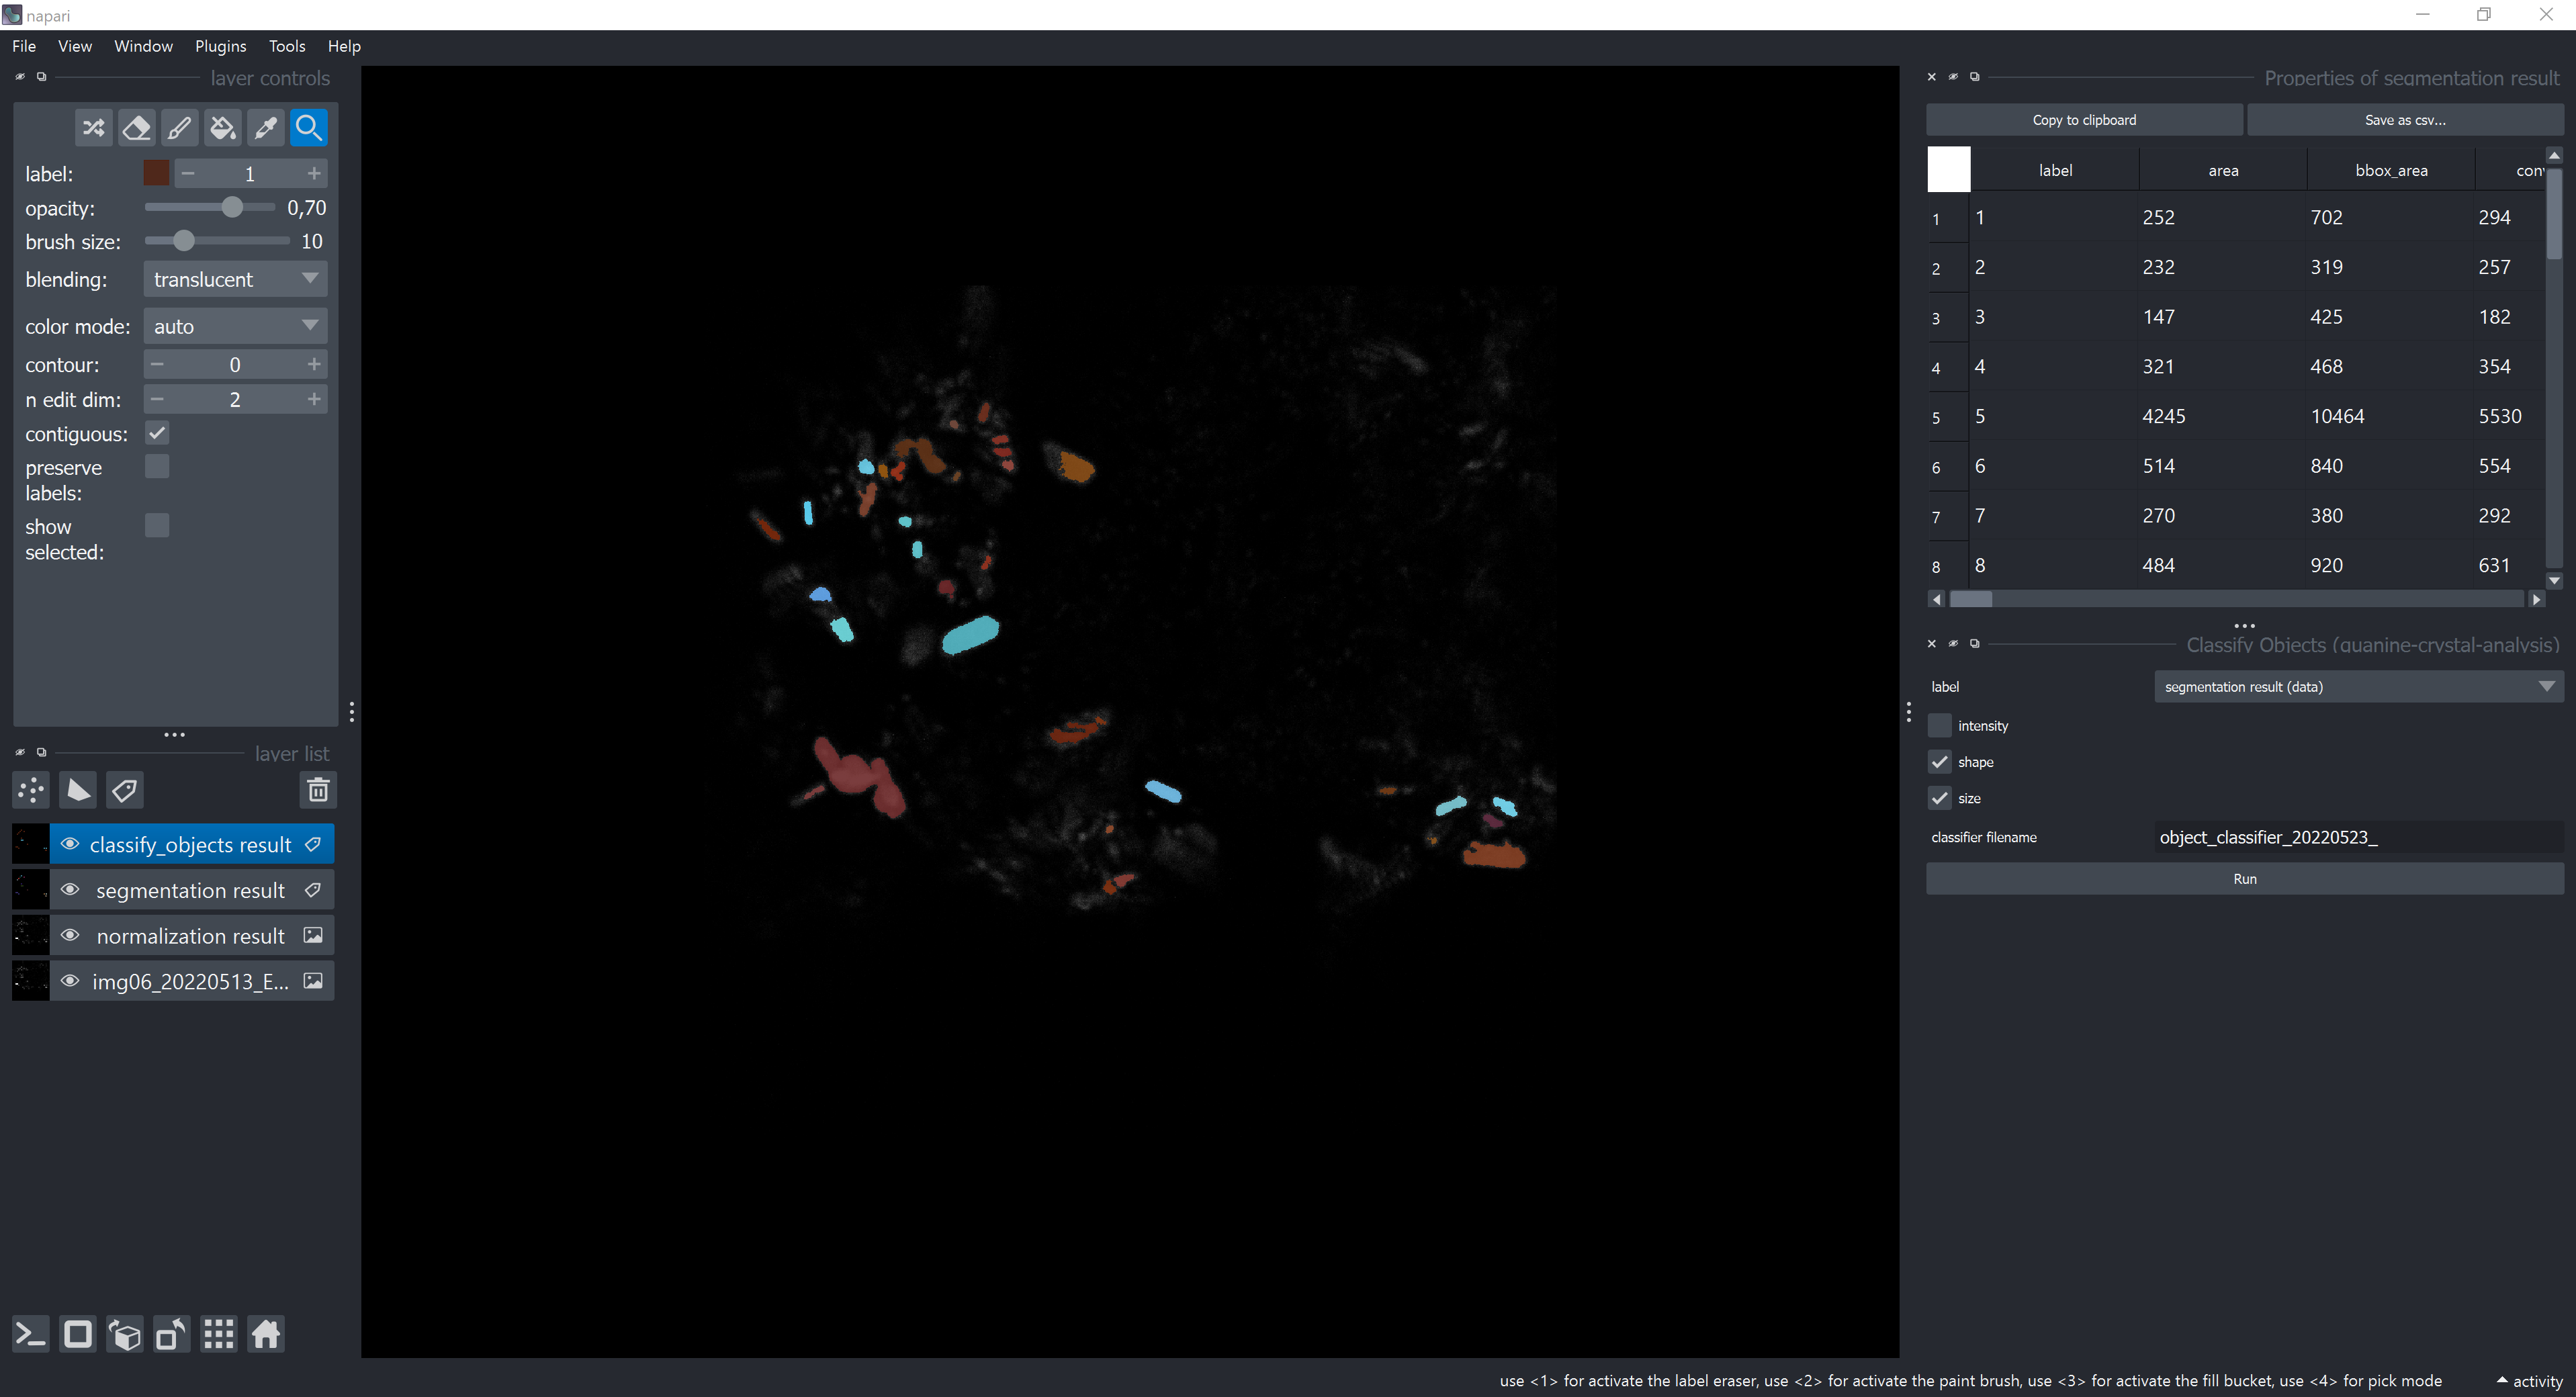 napari
File View Window Plugins Tools Help
layer controls
label: 1
opacity: 0,70
brush size: 10
blending: translucent
color mode: auto
contour: 0
n edit dim: 2
contiguous:
preserve
labels:
show
selected:
layer list
classify_objects result
segmentation result
normalization result
img06_20220513_E...
Properties of segmentation result
Copy to clipboard Save as csv...
label area bbox_area con
1 1 252 702 294
2 2 232 319 257
3 3 147 425 182
4 4 321 468 354
5 5 4245 10464 5530
6 6 514 840 554
7 7 270 380 292
8 8 484 920 631
Classify Objects (guanine-crystal-analysis)
label segmentation result (data)
intensity
shape
size
classifier filename object_classifier_20220523_
Run
use <1> for activate the label eraser, use <2> for activate the paint brush, use <3> for activate the fill bucket, use <4> for pick mode
activity